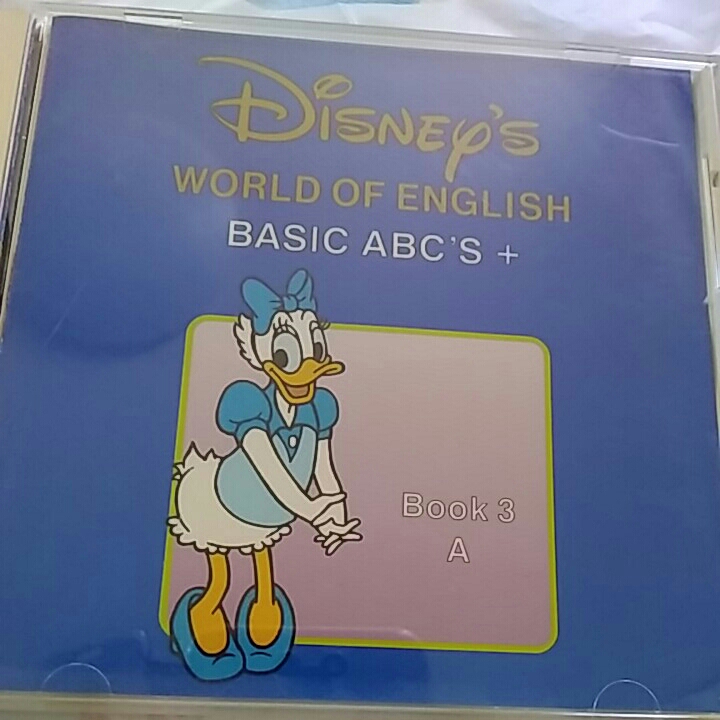 Disney's
WORLD OF ENGLISH
BASIC ABC'S +
Book 3
A